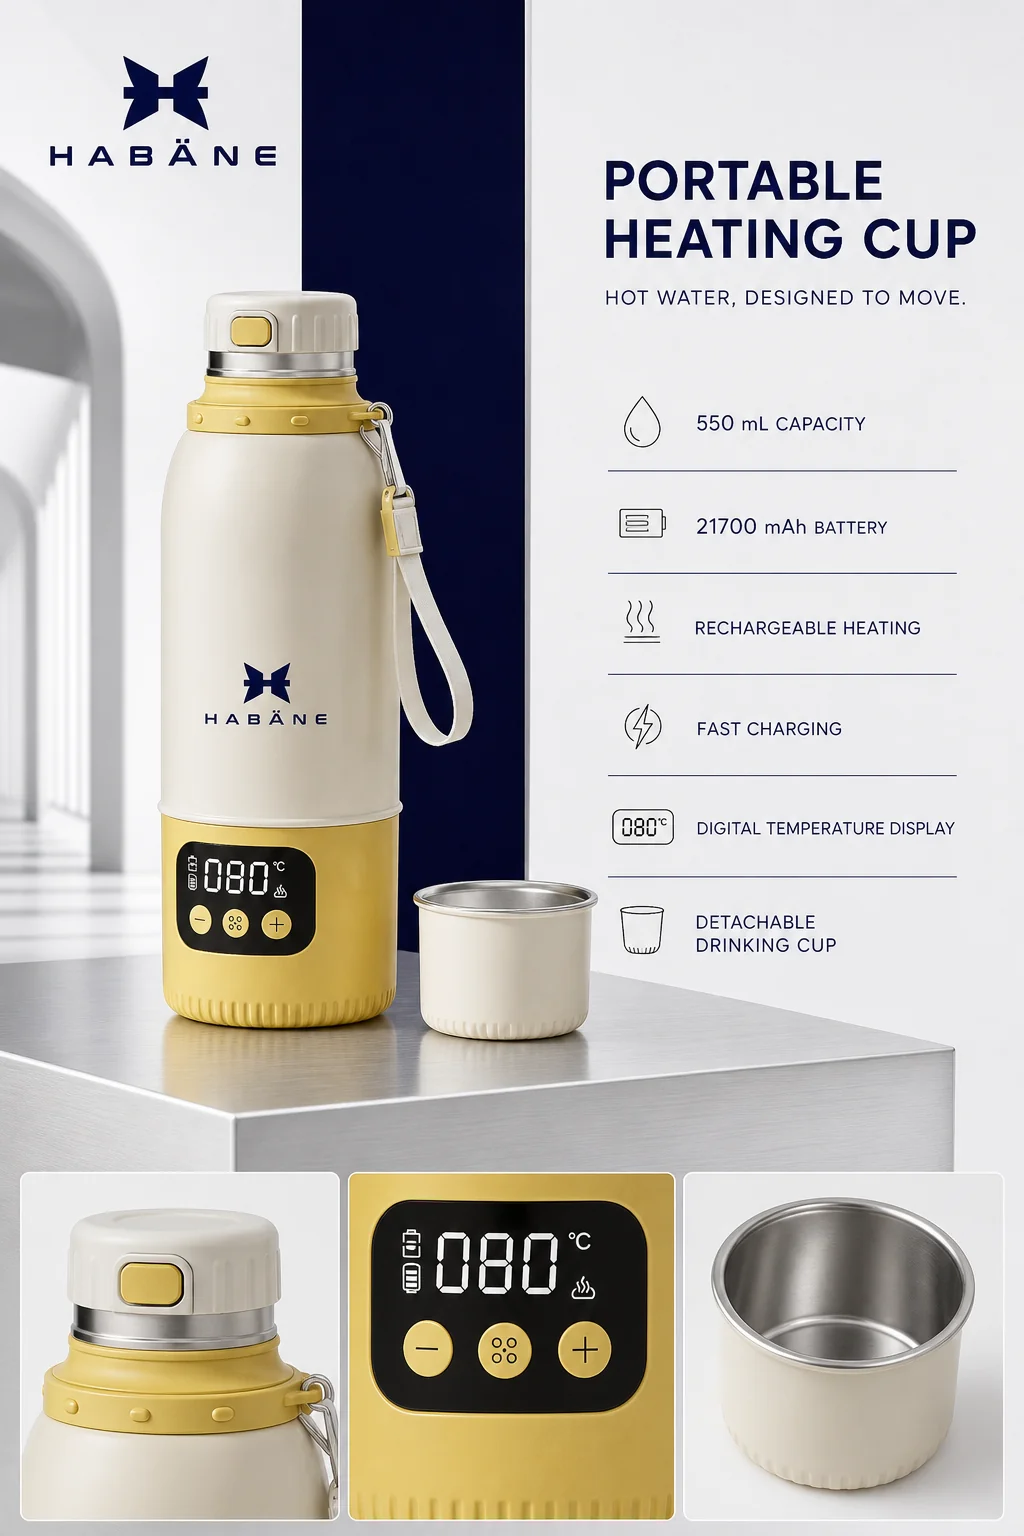 HABÄNE
PORTABLE
HEATING CUP
HOT WATER, DESIGNED TO MOVE.
550 mL CAPACITY
21700 mAh BATTERY
RECHARGEABLE HEATING
FAST CHARGING
080°C
DIGITAL TEMPERATURE DISPLAY
DETACHABLE
DRINKING CUP
HABÄNE
080 °C
− +
080 °C
− +